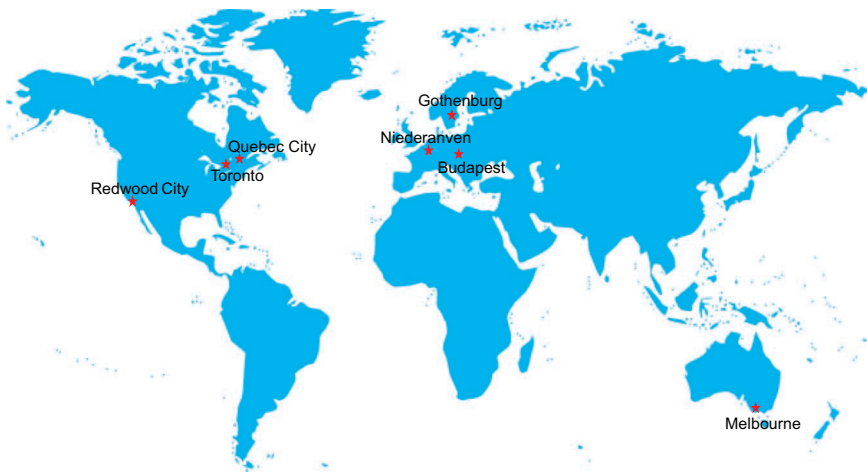 Gothenburg
Niederanven
Quebec City
Budapest
Toronto
Redwood City
Melbourne